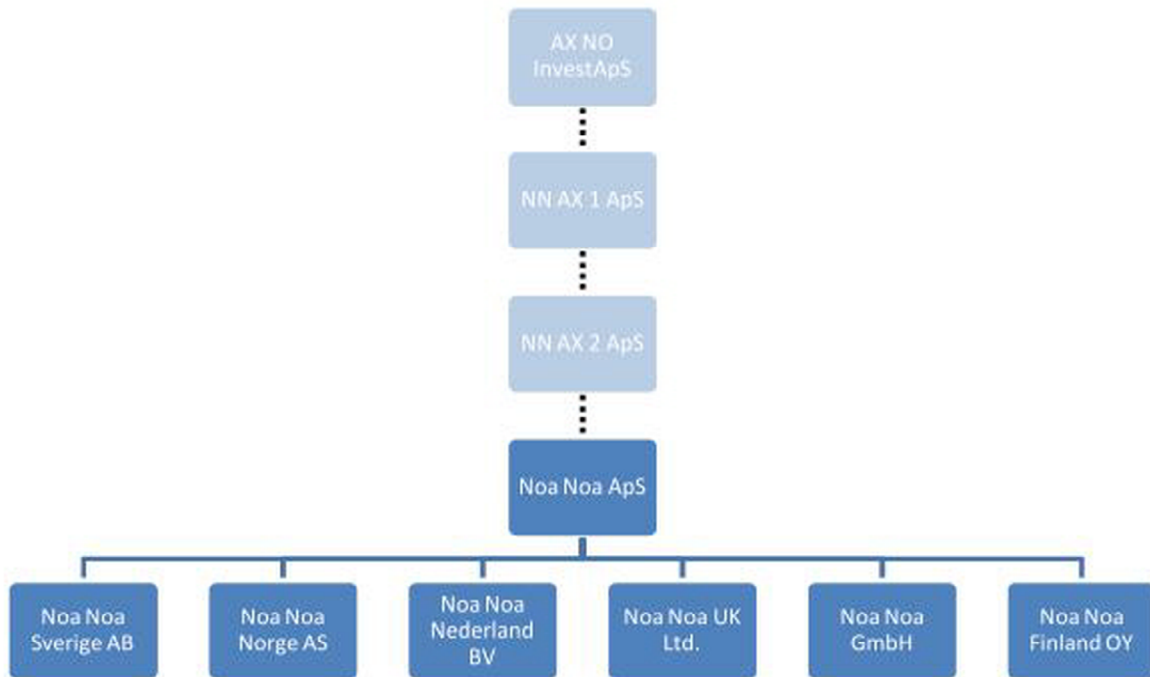 AX NO
InvestApS
NN AX 1 ApS
NN AX 2 ApS
Noa Noa ApS
Noa Noa
Sverige AB
Noa Noa
Norge AS
Noa Noa
Nederland
BV
Noa Noa UK
Ltd.
Noa Noa
GmbH
Noa Noa
Finland OY